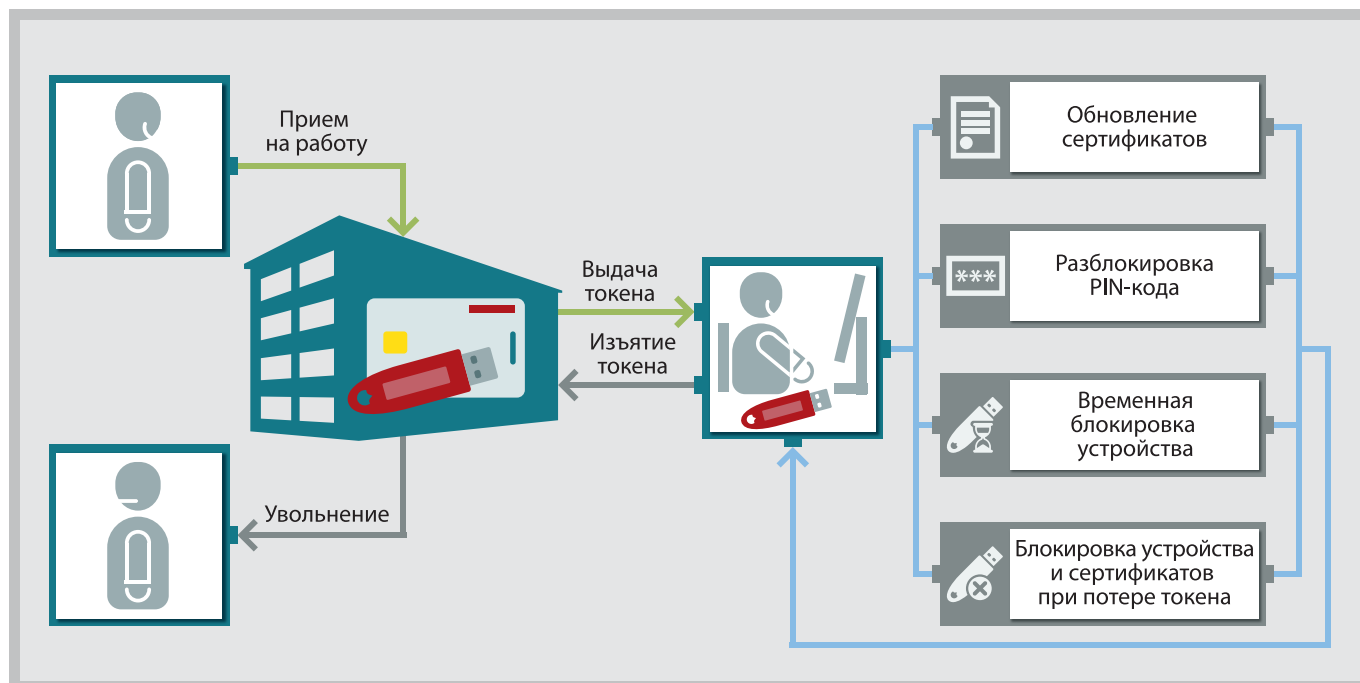 Прием
на работу
Выдача
токена
Изъятие
токена
Увольнение
Обновление
сертификатов
***
Разблокировка
PIN-кода
Временная
блокировка
устройства
Блокировка устройства
и сертификатов
при потере токена